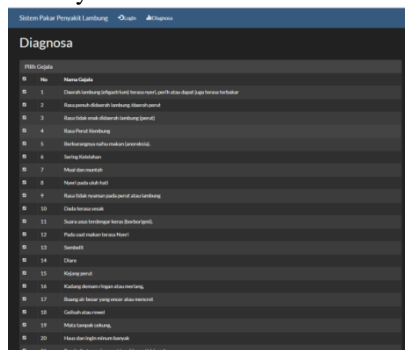 Sistem Pakar Penyakit Lambung Login Diagnosa
Diagnosa
Pilih Gejala
No Nama Gejala
1 Daerah lambung (efigastrium) terasa nyeri, perih atau dapat juga terasa terbakar
2 Rasa penuh didaerah lambung/daerah perut
3 Rasa tidak enak didaerah lambung (perut)
4 Rasa Perut Kembung
5 Berkurangnya nafsu makan (anoreksia).
6 Sering Kelelahan
7 Mual dan muntah
8 Nyeri pada uluh hati
9 Rasa tidak nyaman pada perut atau lambung
10 Dada terasa sesak
11 Suara usus terdengar keras (borborigmi).
12 Pada saat makan terasa Nyeri
13 Sembelit
14 Diare
15 Kejang perut
16 Kadang demam ringan atau meriang,
17 Buang air besar yang encer atau mencret
18 Gelisah atau rewel
19 Mata tampak cekung,
20 Haus dan ingin minum banyak